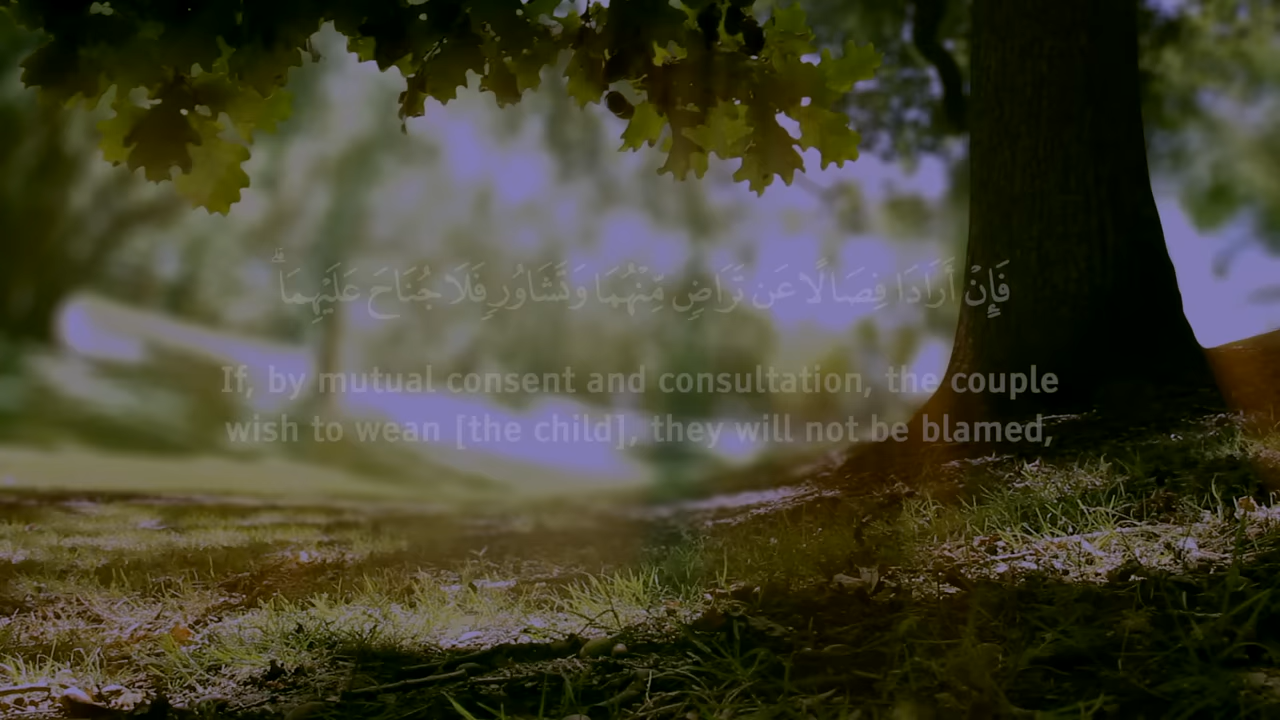 فَإِنْ أَرَادَا فِصَالًا عَن تَرَاضٍ مِّنْهُمَا وَتَشَاوُرٍ فَلَا جُنَاحَ عَلَيْهِمَا ۗ
If, by mutual consent and consultation, the couple
wish to wean [the child], they will not be blamed,